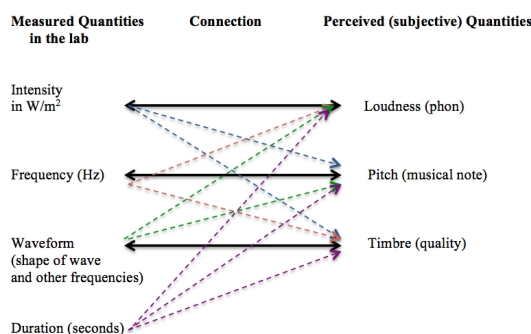 Measured Quantities
in the lab
Connection
Perceived (subjective) Quantities
Intensity
in W/m²
Loudness (phon)
Frequency (Hz)
Pitch (musical note)
Waveform
(shape of wave
and other frequencies)
Timbre (quality)
Duration (seconds)